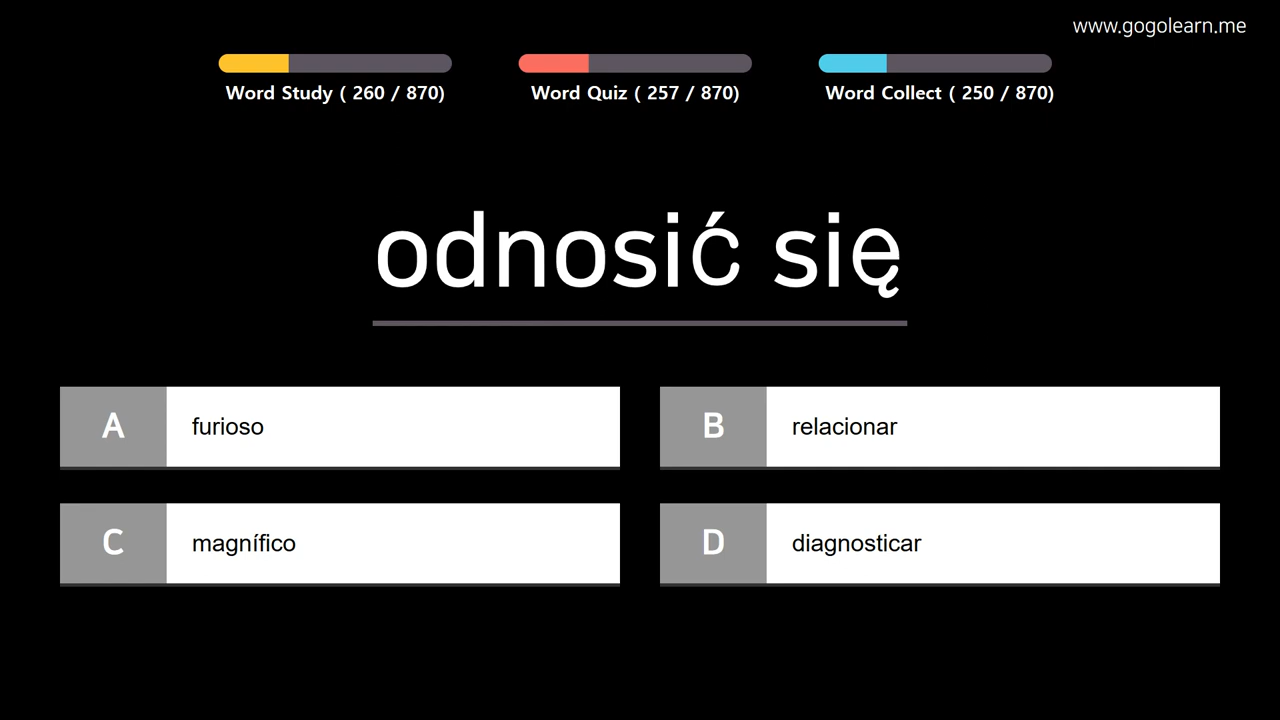 www.gogolearn.me
Word Study ( 260 / 870)
Word Quiz ( 257 / 870)
Word Collect ( 250 / 870)
odnosić się
A furioso
B relacionar
C magnífico
D diagnosticar